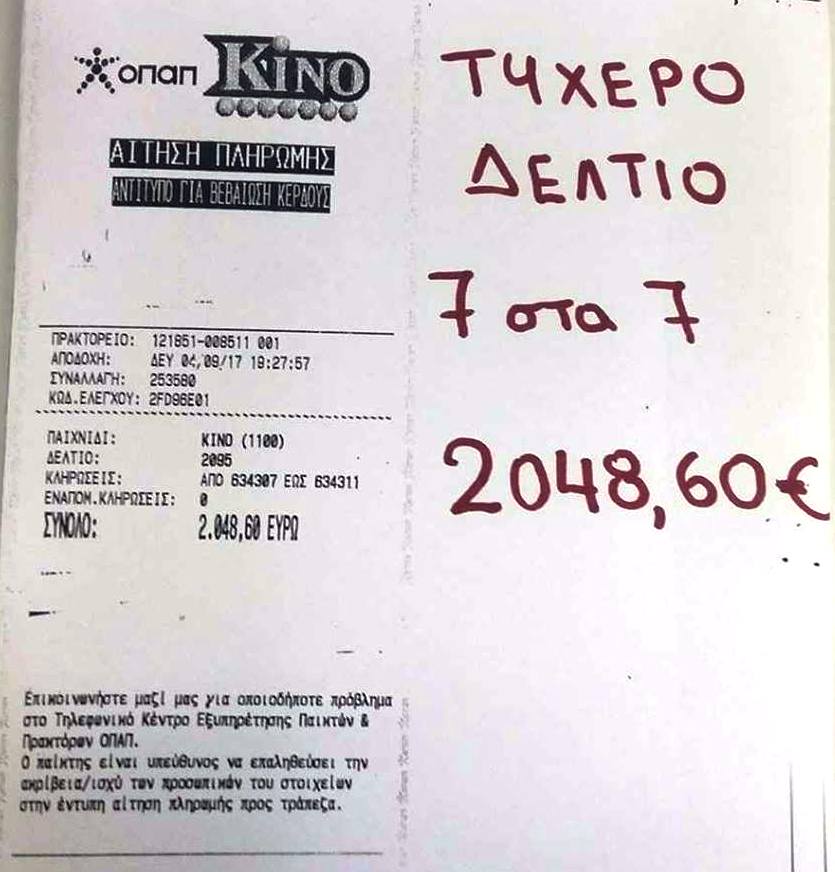 οπαπ ΚΙΝΟ
ΑΙΤΗΣΗ ΠΛΗΡΩΜΗΣ
ΑΝΤΙΤΥΠΟ ΓΙΑ ΒΕΒΑΙΩΣΗ ΚΕΡΔΟΥΣ
ΠΡΑΚΤΟΡΕΙΟ: 121651-008511 001
ΑΠΟΔΟΧΗ: ΔΕΥ 04/09/17 19:27:57
ΣΥΝΑΛΛΑΓΗ: 253580
ΚΩΔ.ΕΛΕΓΧΟΥ: 2FD96E01
ΠΑΙΧΝΙΔΙ: ΚΙΝΟ (1100)
ΔΕΛΤΙΟ: 2095
ΚΛΗΡΩΣΕΙΣ: ΑΠΟ 634307 ΕΩΣ 634311
ΕΝΑΠΟΜ.ΚΛΗΡΩΣΕΙΣ: 0
ΣΥΝΟΛΟ: 2.048,60 ΕΥΡΩ
Επικοινωνήστε μαζί μας για οποιοδήποτε πρόβλημα
στο Τηλεφωνικό Κέντρο Εξυπηρέτησης Παικτών &
Πρακτόρων ΟΠΑΠ.
Ο παίκτης είναι υπεύθυνος να επαληθεύσει την
ακρίβεια/ισχύ των προσωπικών του στοιχείων
στην έντυπη αίτηση πληρωμής προς τράπεζα.
ΤΥΧΕΡΟ
ΔΕΛΤΙΟ
7 στα 7
2048,60€